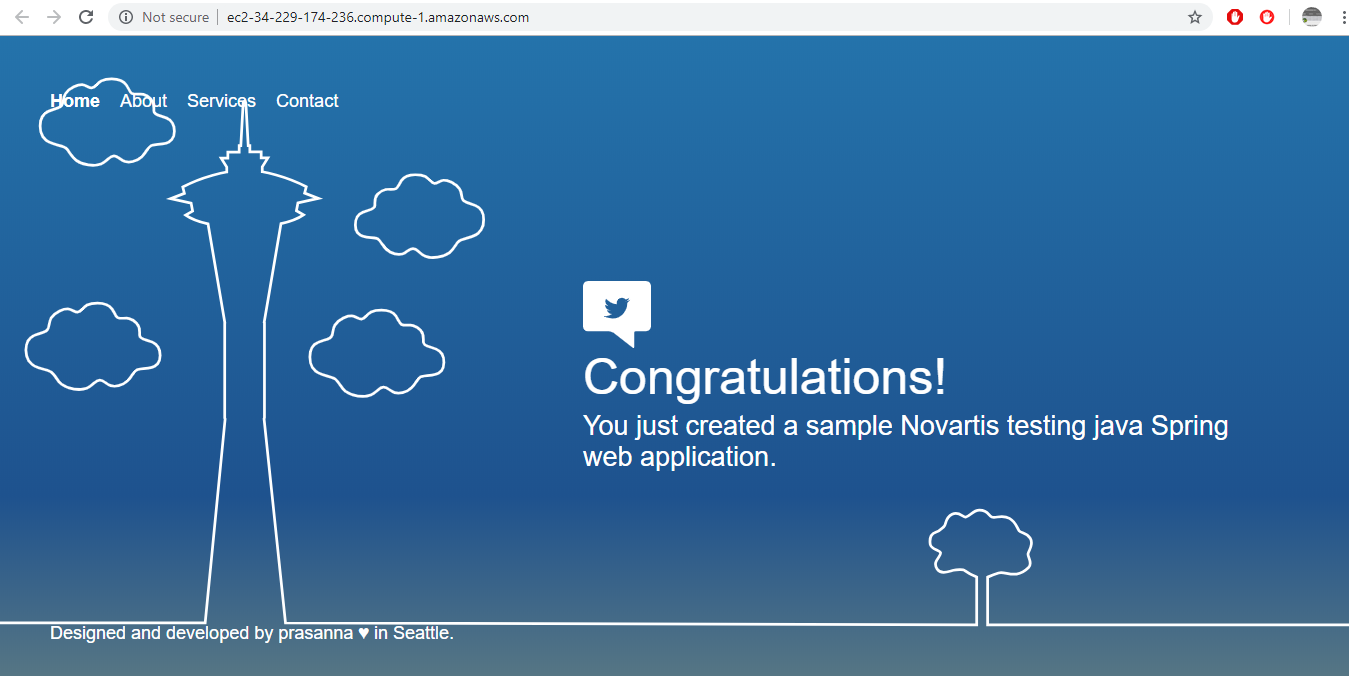 Not secure | ec2-34-229-174-236.compute-1.amazonaws.com
Home About Services Contact
Congratulations!
You just created a sample Novartis testing java Spring
web application.
Designed and developed by prasanna ♥ in Seattle.